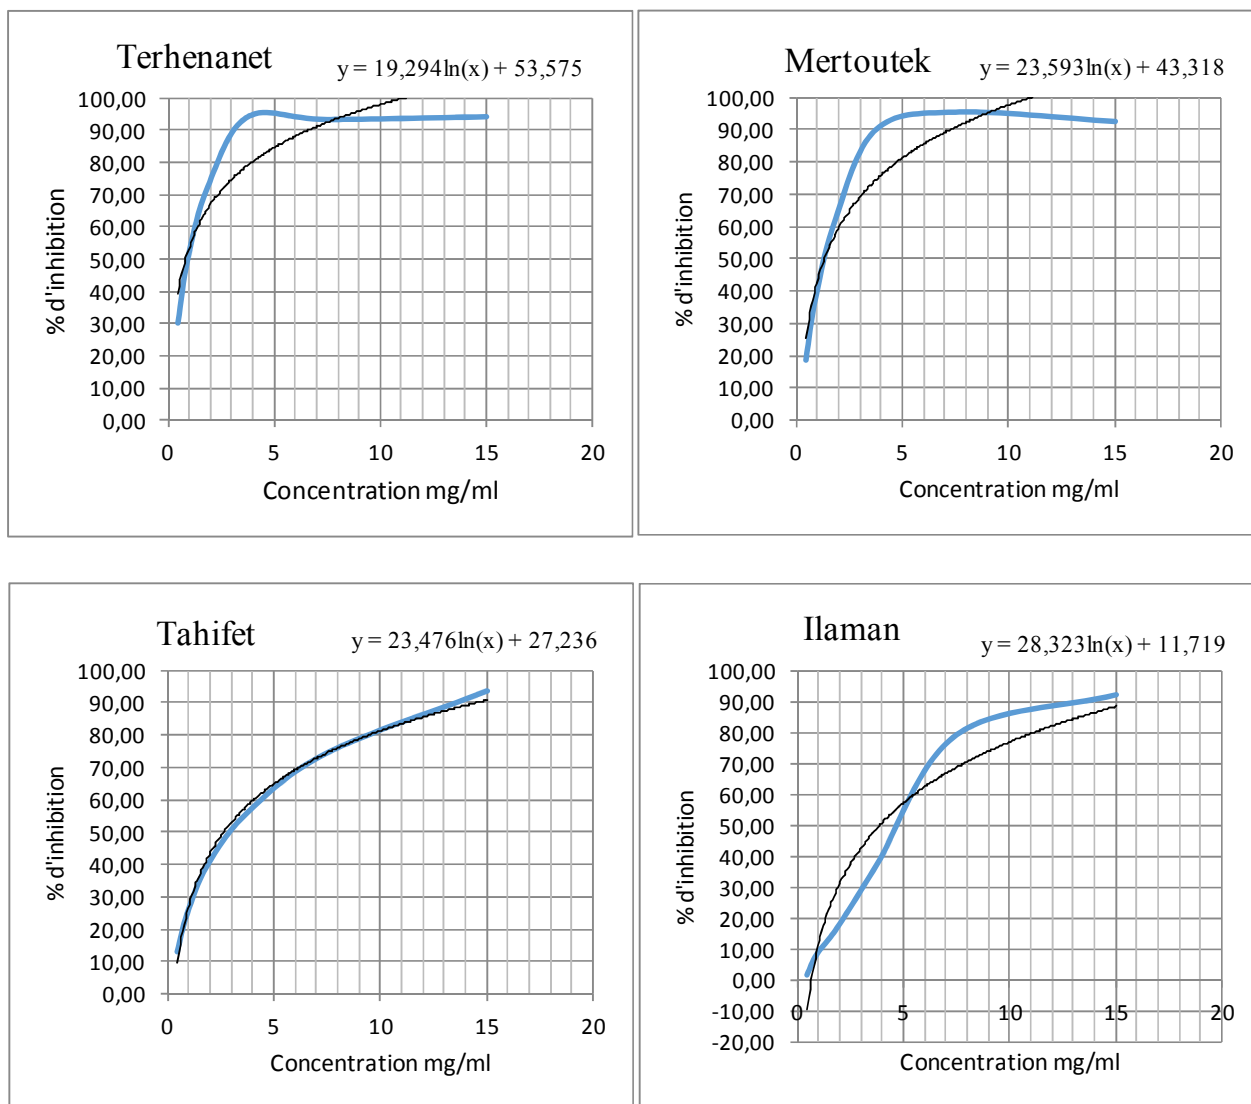 Terhenanet
y = 19,294ln(x) + 53,575
100,00
90,00
80,00
70,00
60,00
50,00
40,00
30,00
20,00
10,00
0,00
% d'inhibition
0 5 10 15 20
Concentration mg/ml
Mertoutek
y = 23,593ln(x) + 43,318
100,00
90,00
80,00
70,00
60,00
50,00
40,00
30,00
20,00
10,00
0,00
% d'inhibition
0 5 10 15 20
Concentration mg/ml
Tahifet
y = 23,476ln(x) + 27,236
100,00
90,00
80,00
70,00
60,00
50,00
40,00
30,00
20,00
10,00
0,00
% d'inhibition
0 5 10 15 20
Concentration mg/ml
Ilaman
y = 28,323ln(x) + 11,719
100,00
90,00
80,00
70,00
60,00
50,00
40,00
30,00
20,00
10,00
0,00
-10,00
-20,00
% d'inhibition
0 5 10 15 20
Concentration mg/ml